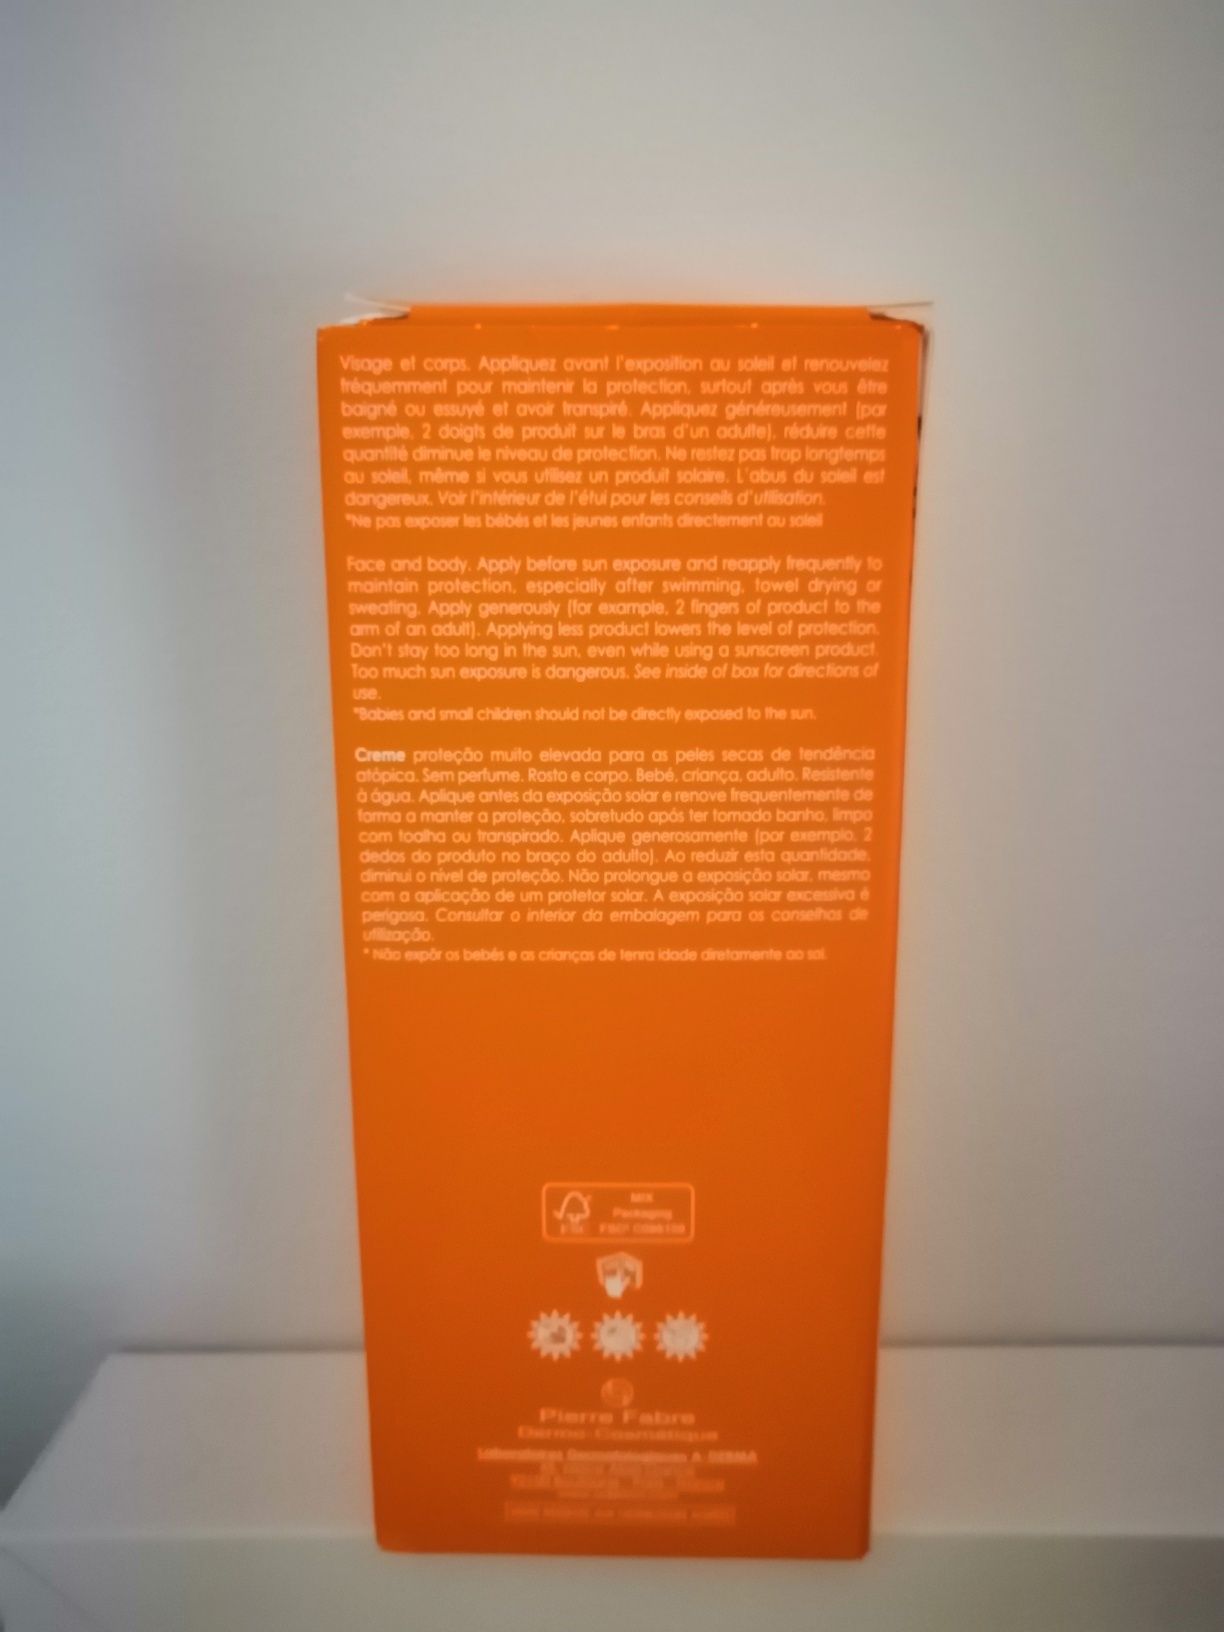 Visage et corps. Appliquez avant l'exposition au soleil et renouvelez
fréquemment pour maintenir la protection, surtout après vous être
baigné ou essuyé et avoir transpiré. Appliquez généreusement (par
exemple, 2 doigts de produit sur le bras d'un adulte), réduire cette
quantité diminue le niveau de protection. Ne restez pas trop longtemps
au soleil, même si vous utilisez un produit solaire. L'abus du soleil est
dangereux. Voir l'intérieur de l'étui pour les conseils d'utilisation.
*Ne pas exposer les bébés et les jeunes enfants directement au soleil
Face and body. Apply before sun exposure and reapply frequently to
maintain protection, especially after swimming, towel drying or
sweating. Apply generously (for example, 2 fingers of product to the
arm of an adult). Applying less product lowers the level of protection.
Don't stay too long in the sun, even while using a sunscreen product.
Too much sun exposure is dangerous. See inside of box for directions of
use.
*Babies and small children should not be directly exposed to the sun.
Creme proteção muito elevada para as peles secas de tendência
atópica. Sem perfume. Rosto e corpo. Bebé, criança, adulto. Resistente
à água. Aplique antes da exposição solar e renove frequentemente de
forma a manter a proteção, sobretudo após ter tomado banho, limpo
com toalha ou transpirado. Aplique generosamente (por exemplo, 2
dedos do produto no braço do adulto). Ao reduzir esta quantidade,
diminui o nível de proteção. Não prolongue a exposição solar, mesmo
com a aplicação de um protetor solar. A exposição solar excessiva é
perigosa. Consultar o interior da embalagem para os conselhos de
utilização.
* Não expôr os bebés e as crianças de tenra idade diretamente ao sol.
MIX
Packaging
FSC
Pierre Fabre
Dermo-Cosmétique
Laboratoires Dermatologiques A-DERMA